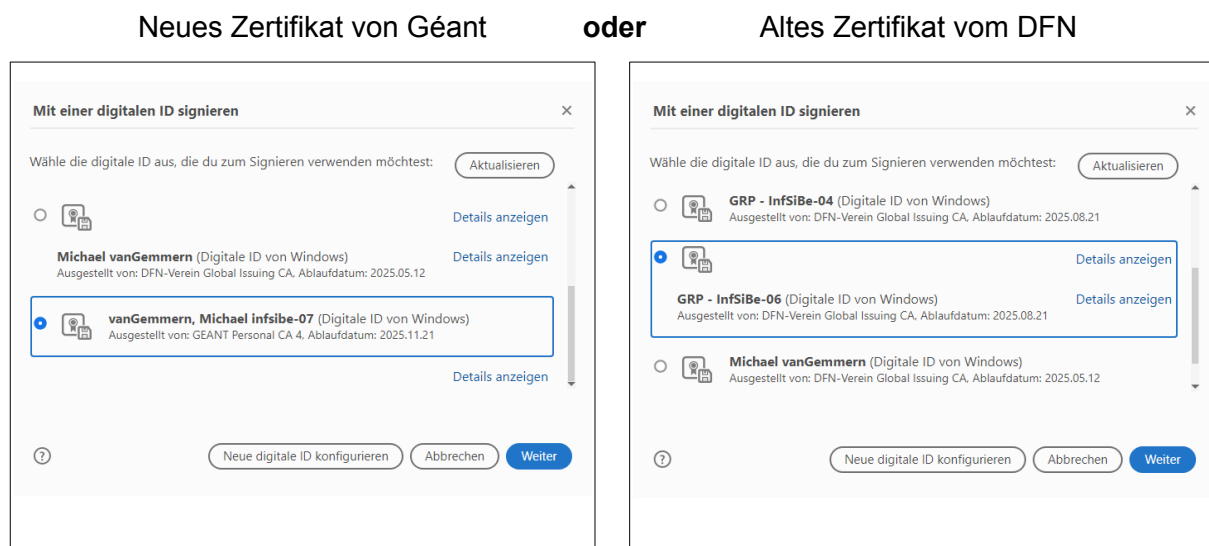 Neues Zertifikat von Géant oder Altes Zertifikat vom DFN
Mit einer digitalen ID signieren
Wähle die digitale ID aus, die du zum Signieren verwenden möchtest: Aktualisieren
Details anzeigen
Michael vanGemmern (Digitale ID von Windows) Details anzeigen
Ausgestellt von: DFN-Verein Global Issuing CA, Ablaufdatum: 2025.05.12
vanGemmern, Michael infsibe-07 (Digitale ID von Windows)
Ausgestellt von: GEANT Personal CA 4, Ablaufdatum: 2025.11.21
Details anzeigen
Neue digitale ID konfigurieren Abbrechen Weiter
Mit einer digitalen ID signieren
Wähle die digitale ID aus, die du zum Signieren verwenden möchtest: Aktualisieren
GRP - InfSiBe-04 (Digitale ID von Windows)
Ausgestellt von: DFN-Verein Global Issuing CA, Ablaufdatum: 2025.08.21
Details anzeigen
GRP - InfSiBe-06 (Digitale ID von Windows) Details anzeigen
Ausgestellt von: DFN-Verein Global Issuing CA, Ablaufdatum: 2025.08.21
Michael vanGemmern (Digitale ID von Windows)
Ausgestellt von: DFN-Verein Global Issuing CA, Ablaufdatum: 2025.05.12
Neue digitale ID konfigurieren Abbrechen Weiter